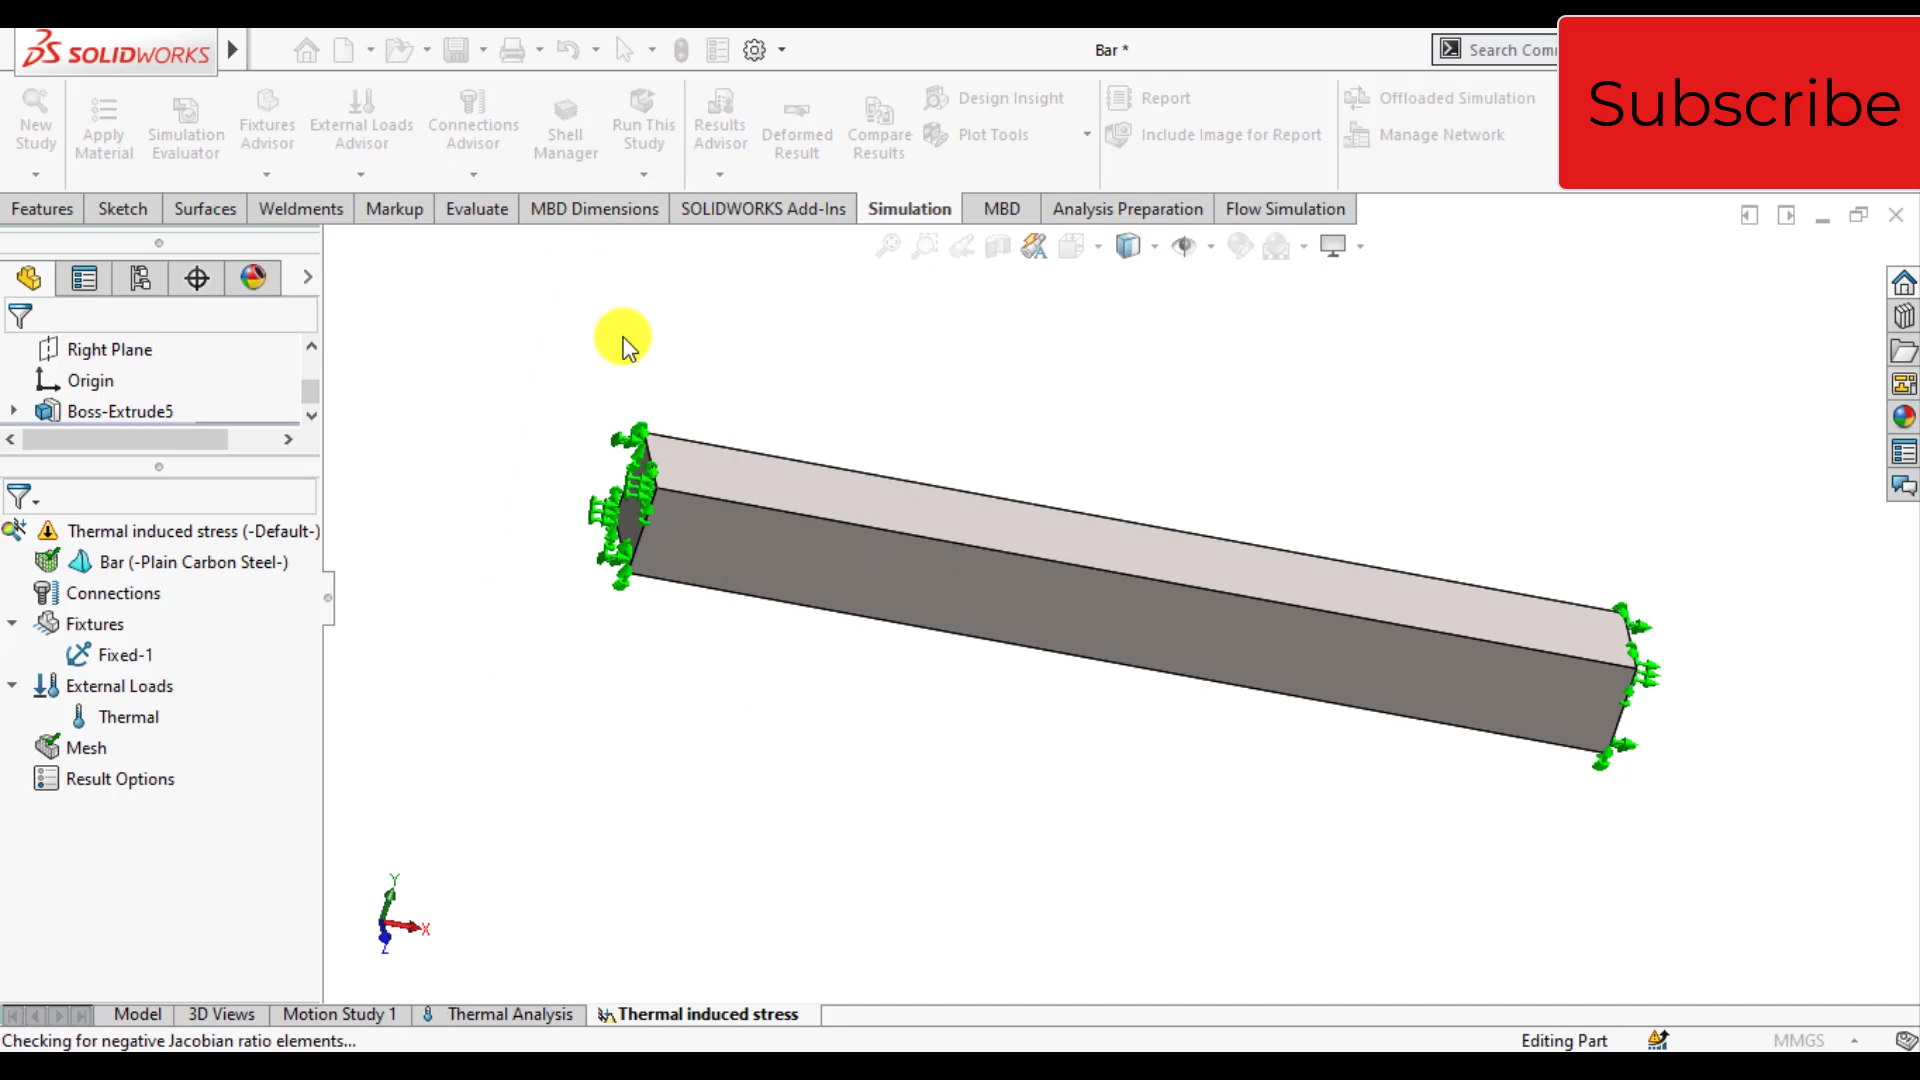 SOLIDWORKS
Bar *
Search Com
Subscribe
New Study
Apply Material
Simulation Evaluator
Fixtures Advisor
External Loads Advisor
Connections Advisor
Shell Manager
Run This Study
Results Advisor
Deformed Result
Compare Results
Design Insight
Plot Tools
Report
Include Image for Report
Offloaded Simulation
Manage Network
Features
Sketch
Surfaces
Weldments
Markup
Evaluate
MBD Dimensions
SOLIDWORKS Add-Ins
Simulation
MBD
Analysis Preparation
Flow Simulation
Right Plane
Origin
Boss-Extrude5
Thermal induced stress (-Default-)
Bar (-Plain Carbon Steel-)
Connections
Fixtures
Fixed-1
External Loads
Thermal
Mesh
Result Options
Y
X
Z
Model
3D Views
Motion Study 1
Thermal Analysis
Thermal induced stress
Checking for negative Jacobian ratio elements...
Editing Part
MMGS